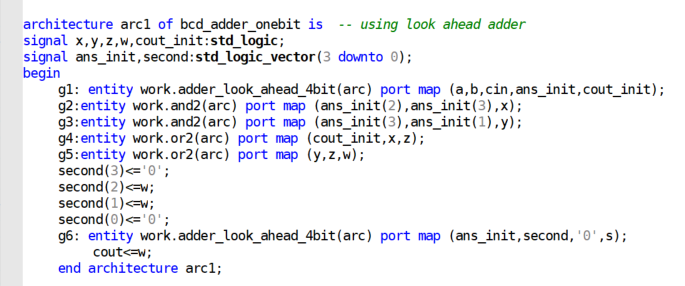 architecture arc1 of bcd_adder_onebit is  -- using look ahead adder
signal x,y,z,w,cout_init:std_logic;
signal ans_init,second:std_logic_vector(3 downto 0);
begin
g1: entity work.adder_look_ahead_4bit(arc) port map (a,b,cin,ans_init,cout_init);
g2:entity work.and2(arc) port map (ans_init(2),ans_init(3),x);
g3:entity work.and2(arc) port map (ans_init(3),ans_init(1),y);
g4:entity work.or2(arc) port map (cout_init,x,z);
g5:entity work.or2(arc) port map (y,z,w);
second(3)<='0';
second(2)<=w;
second(1)<=w;
second(0)<='0';
g6: entity work.adder_look_ahead_4bit(arc) port map (ans_init,second,'0',s);
cout<=w;
end architecture arc1;